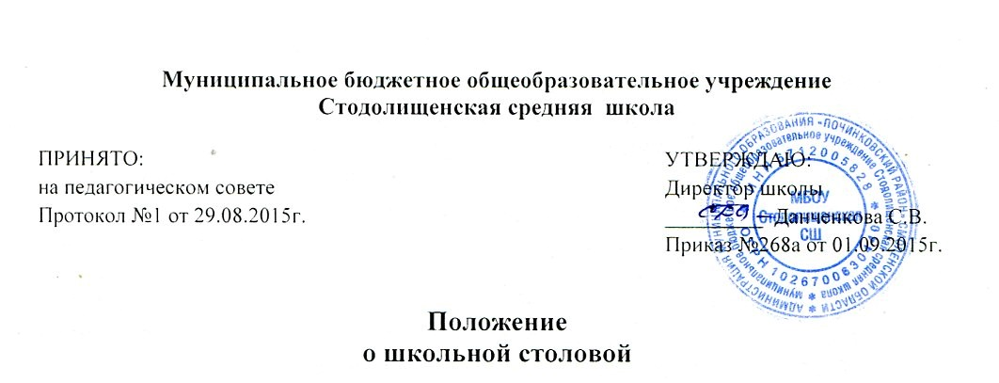 Муниципальное бюджетное общеобразовательное учреждение
Стодолищенская средняя школа
ПРИНЯТО:
на педагогическом совете
Протокол №1 от 29.08.2015г.
УТВЕРЖДАЮ:
Директор школы
Данченкова С.В.
Приказ №268а от 01.09.2015г.
МБОУ
Стодолищенская
СШ
Положение
о школьной столовой